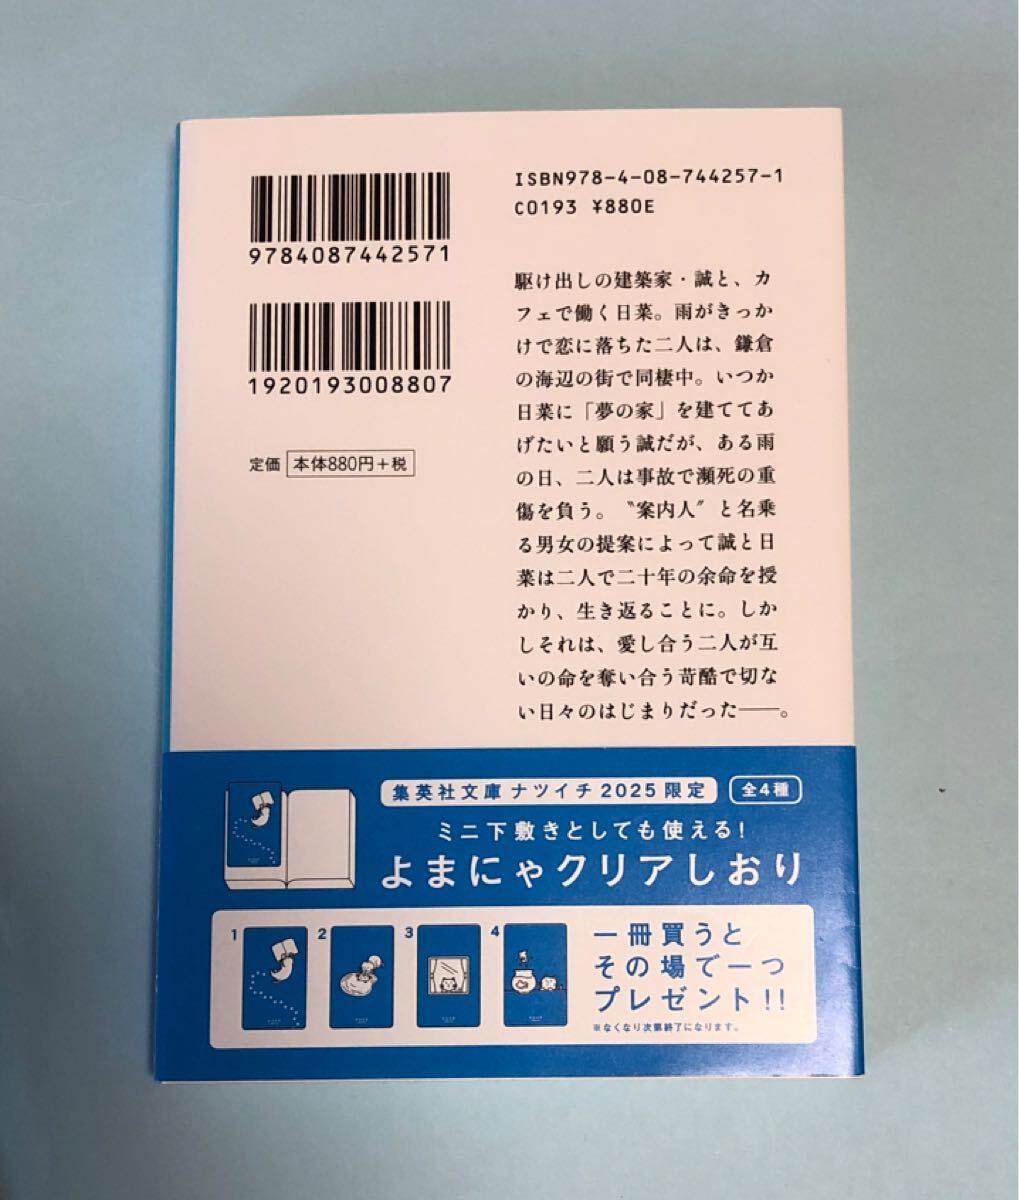 9784087442571
1920193008807
定価 本体880円+税
ISBN978-4-08-744257-1
C0193 ¥880E
駆け出しの建築家・誠と、カ
フェで働く日菜。雨がきっか
けで恋に落ちた二人は、鎌倉
の海辺の街で同棲中。いつか
日菜に「夢の家」を建ててあ
げたいと願う誠だが、ある雨
の日、二人は事故で瀕死の重
傷を負う。〝案内人〟と名乗
る男女の提案によって誠と日
菜は二人で二十年の余命を授
かり、生き返ることに。しか
しそれは、愛し合う二人が互
いの命を奪い合う苛酷で切な
い日々のはじまりだった――。
集英社文庫ナツイチ2025限定 全4種
ミニ下敷きとしても使える!
よまにゃクリアしおり
1 2 3 4
一冊買うと
その場で一つ
プレゼント!!
※なくなり次第終了になります。